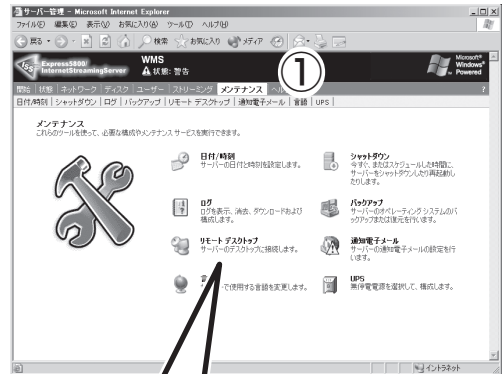 サーバー管理 - Microsoft Internet Explorer
ファイル(F) 編集(E) 表示(V) お気に入り(A) ツール(T) ヘルプ(H)
戻る 検索 お気に入り メディア
Express5800/
InternetStreamingServer
WMS
状態: 警告
Microsoft®
Windows®
Powered
①
開始 状態 ネットワーク ディスク ユーザー ストリーミング メンテナンス ヘル ?
日付/時刻 | シャットダウン | ログ | バックアップ | リモート デスクトップ | 通知電子メール | 言語 | UPS |
メンテナンス
これらのツールを使って、必要な構成やメンテナンス サービスを実行できます。
日付/時刻
サーバーの日付と時刻を設定します。
シャットダウン
今すぐ、またはスケジュールした時間に、
サーバーをシャットダウンしたり再起動し
たりします。
ログ
ログを表示、消去、ダウンロードおよび
構成します。
バックアップ
サーバーのオペレーティング システムのバ
ックアップまたは復元を行います。
リモート デスクトップ
サーバーのデスクトップに接続します。
通知電子メール
サーバーの通知電子メールの設定を行
います。
で使用する言語を変更します。
UPS
無停電電源を選択して、構成します。
イントラネット